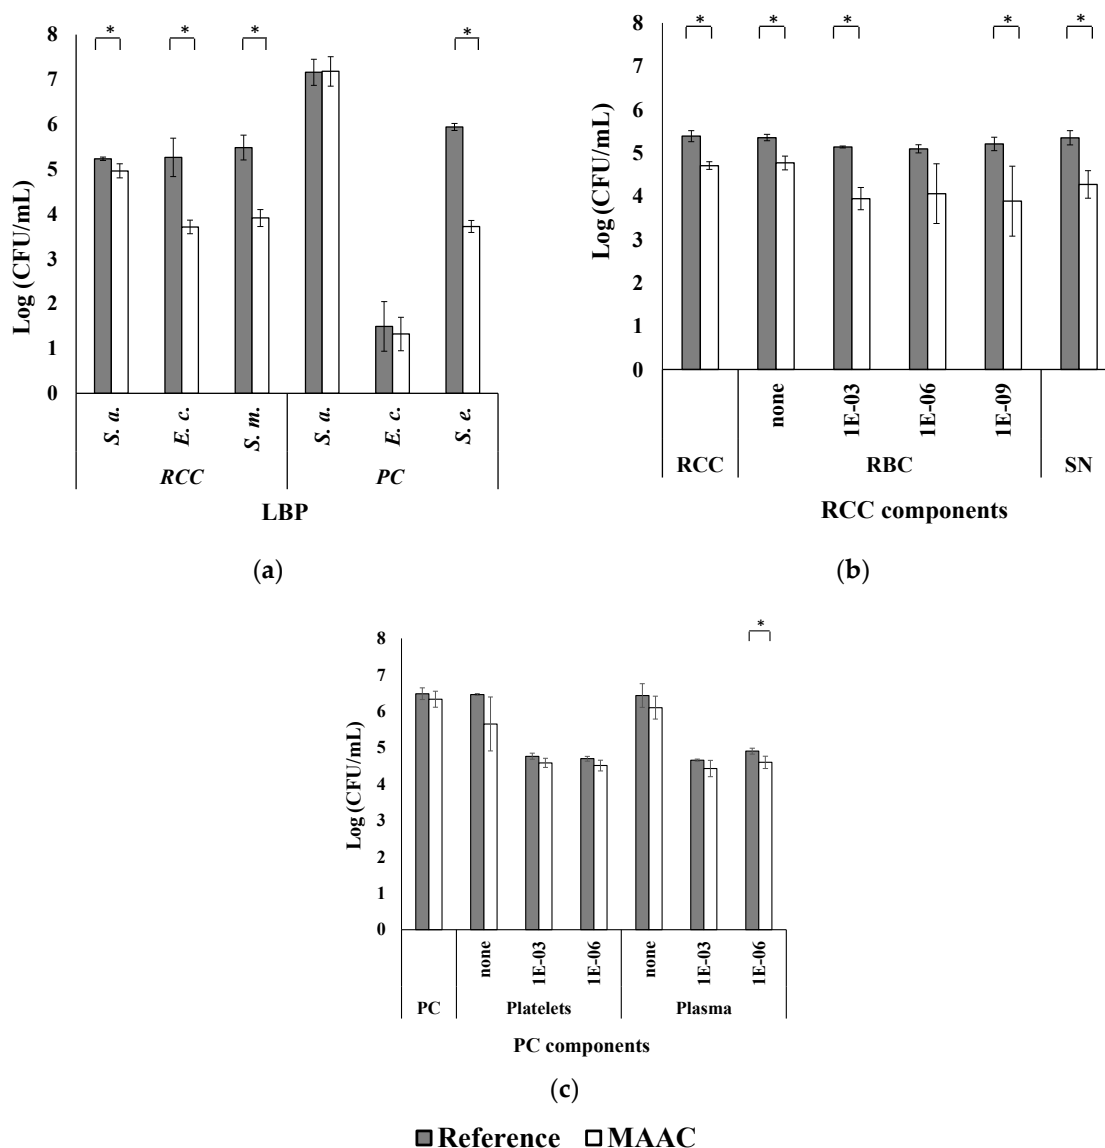 * * * *
8
7
6
5
4
3
2
1
0
Log (CFU/mL)
S. a. E. c. S. m. S. a. E. c. S. e.
RCC PC
LBP
(a)
* * * * *
8
7
6
5
4
3
2
1
0
Log (CFU/mL)
none 1E-03 1E-06 1E-09
RCC RBC SN
RCC components
(b)
*
8
7
6
5
4
3
2
1
0
Log (CFU/mL)
none 1E-03 1E-06 none 1E-03 1E-06
PC Platelets Plasma
PC components
(c)
Reference MAAC